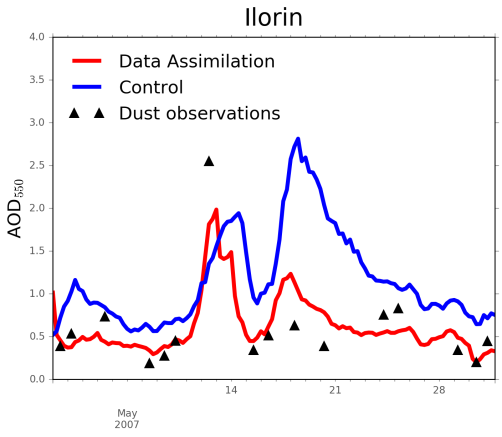 Ilorin
4.0
3.5
3.0
2.5
2.0
1.5
1.0
0.5
0.0
AOD550
Data Assimilation
Control
Dust observations
14
21
28
May
2007